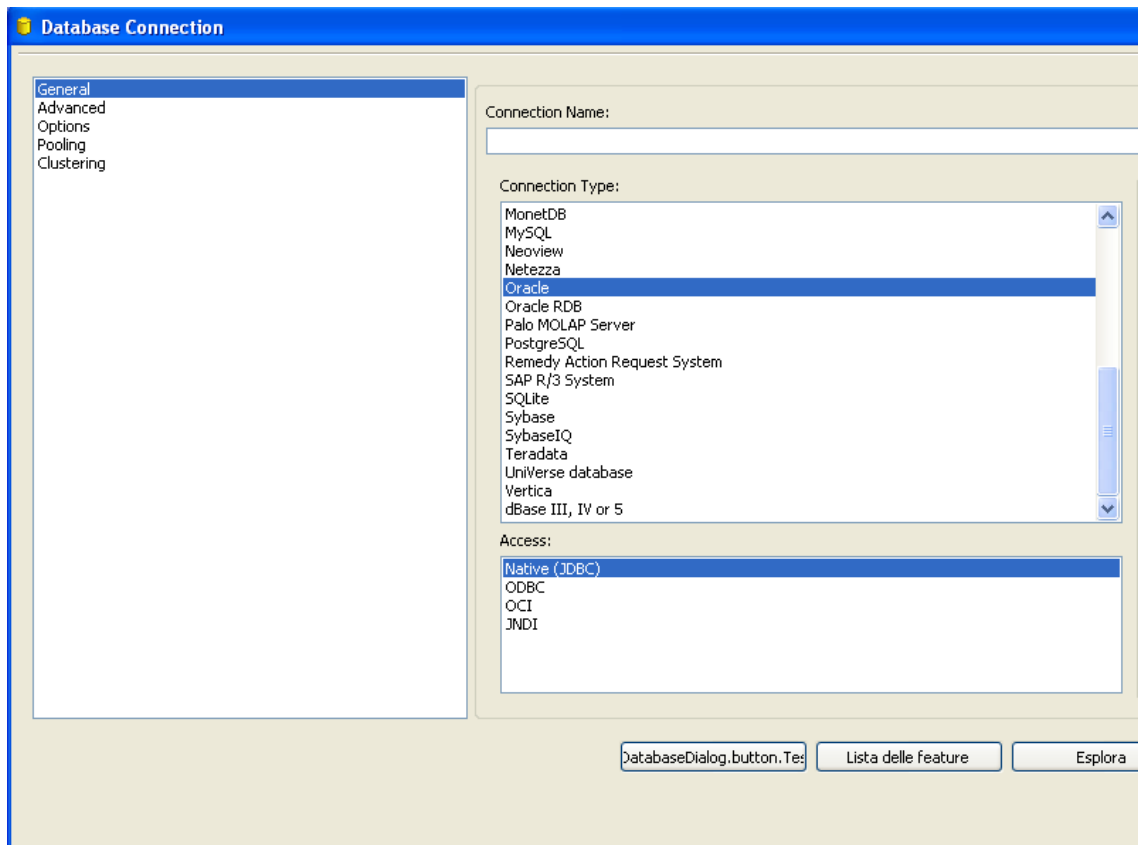 Database Connection
General
Advanced
Options
Pooling
Clustering
Connection Name:
Connection Type:
MonetDB
MySQL
Neoview
Netezza
Oracle
Oracle RDB
Palo MOLAP Server
PostgreSQL
Remedy Action Request System
SAP R/3 System
SQLite
Sybase
SybaseIQ
Teradata
UniVerse database
Vertica
dBase III, IV or 5
Access:
Native (JDBC)
ODBC
OCI
JNDI
DatabaseDialog.button.Tes
Lista delle feature
Esplora